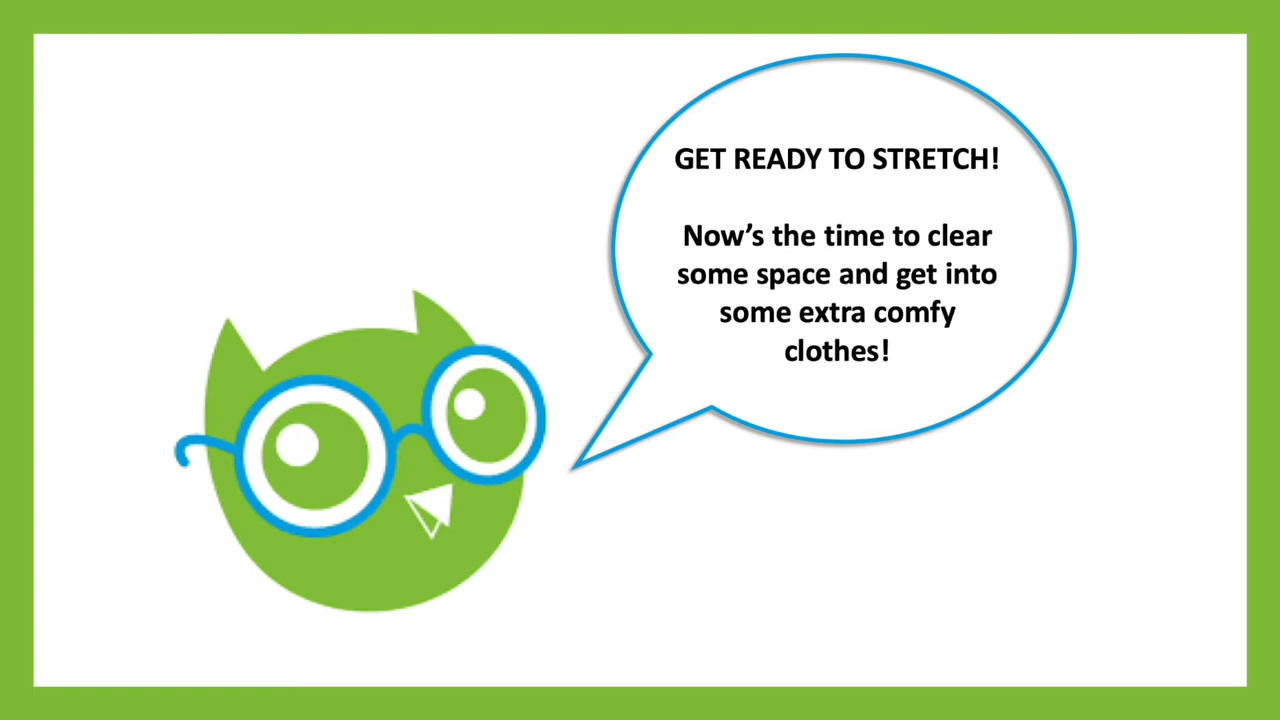 GET READY TO STRETCH!
Now’s the time to clear
some space and get into
some extra comfy
clothes!